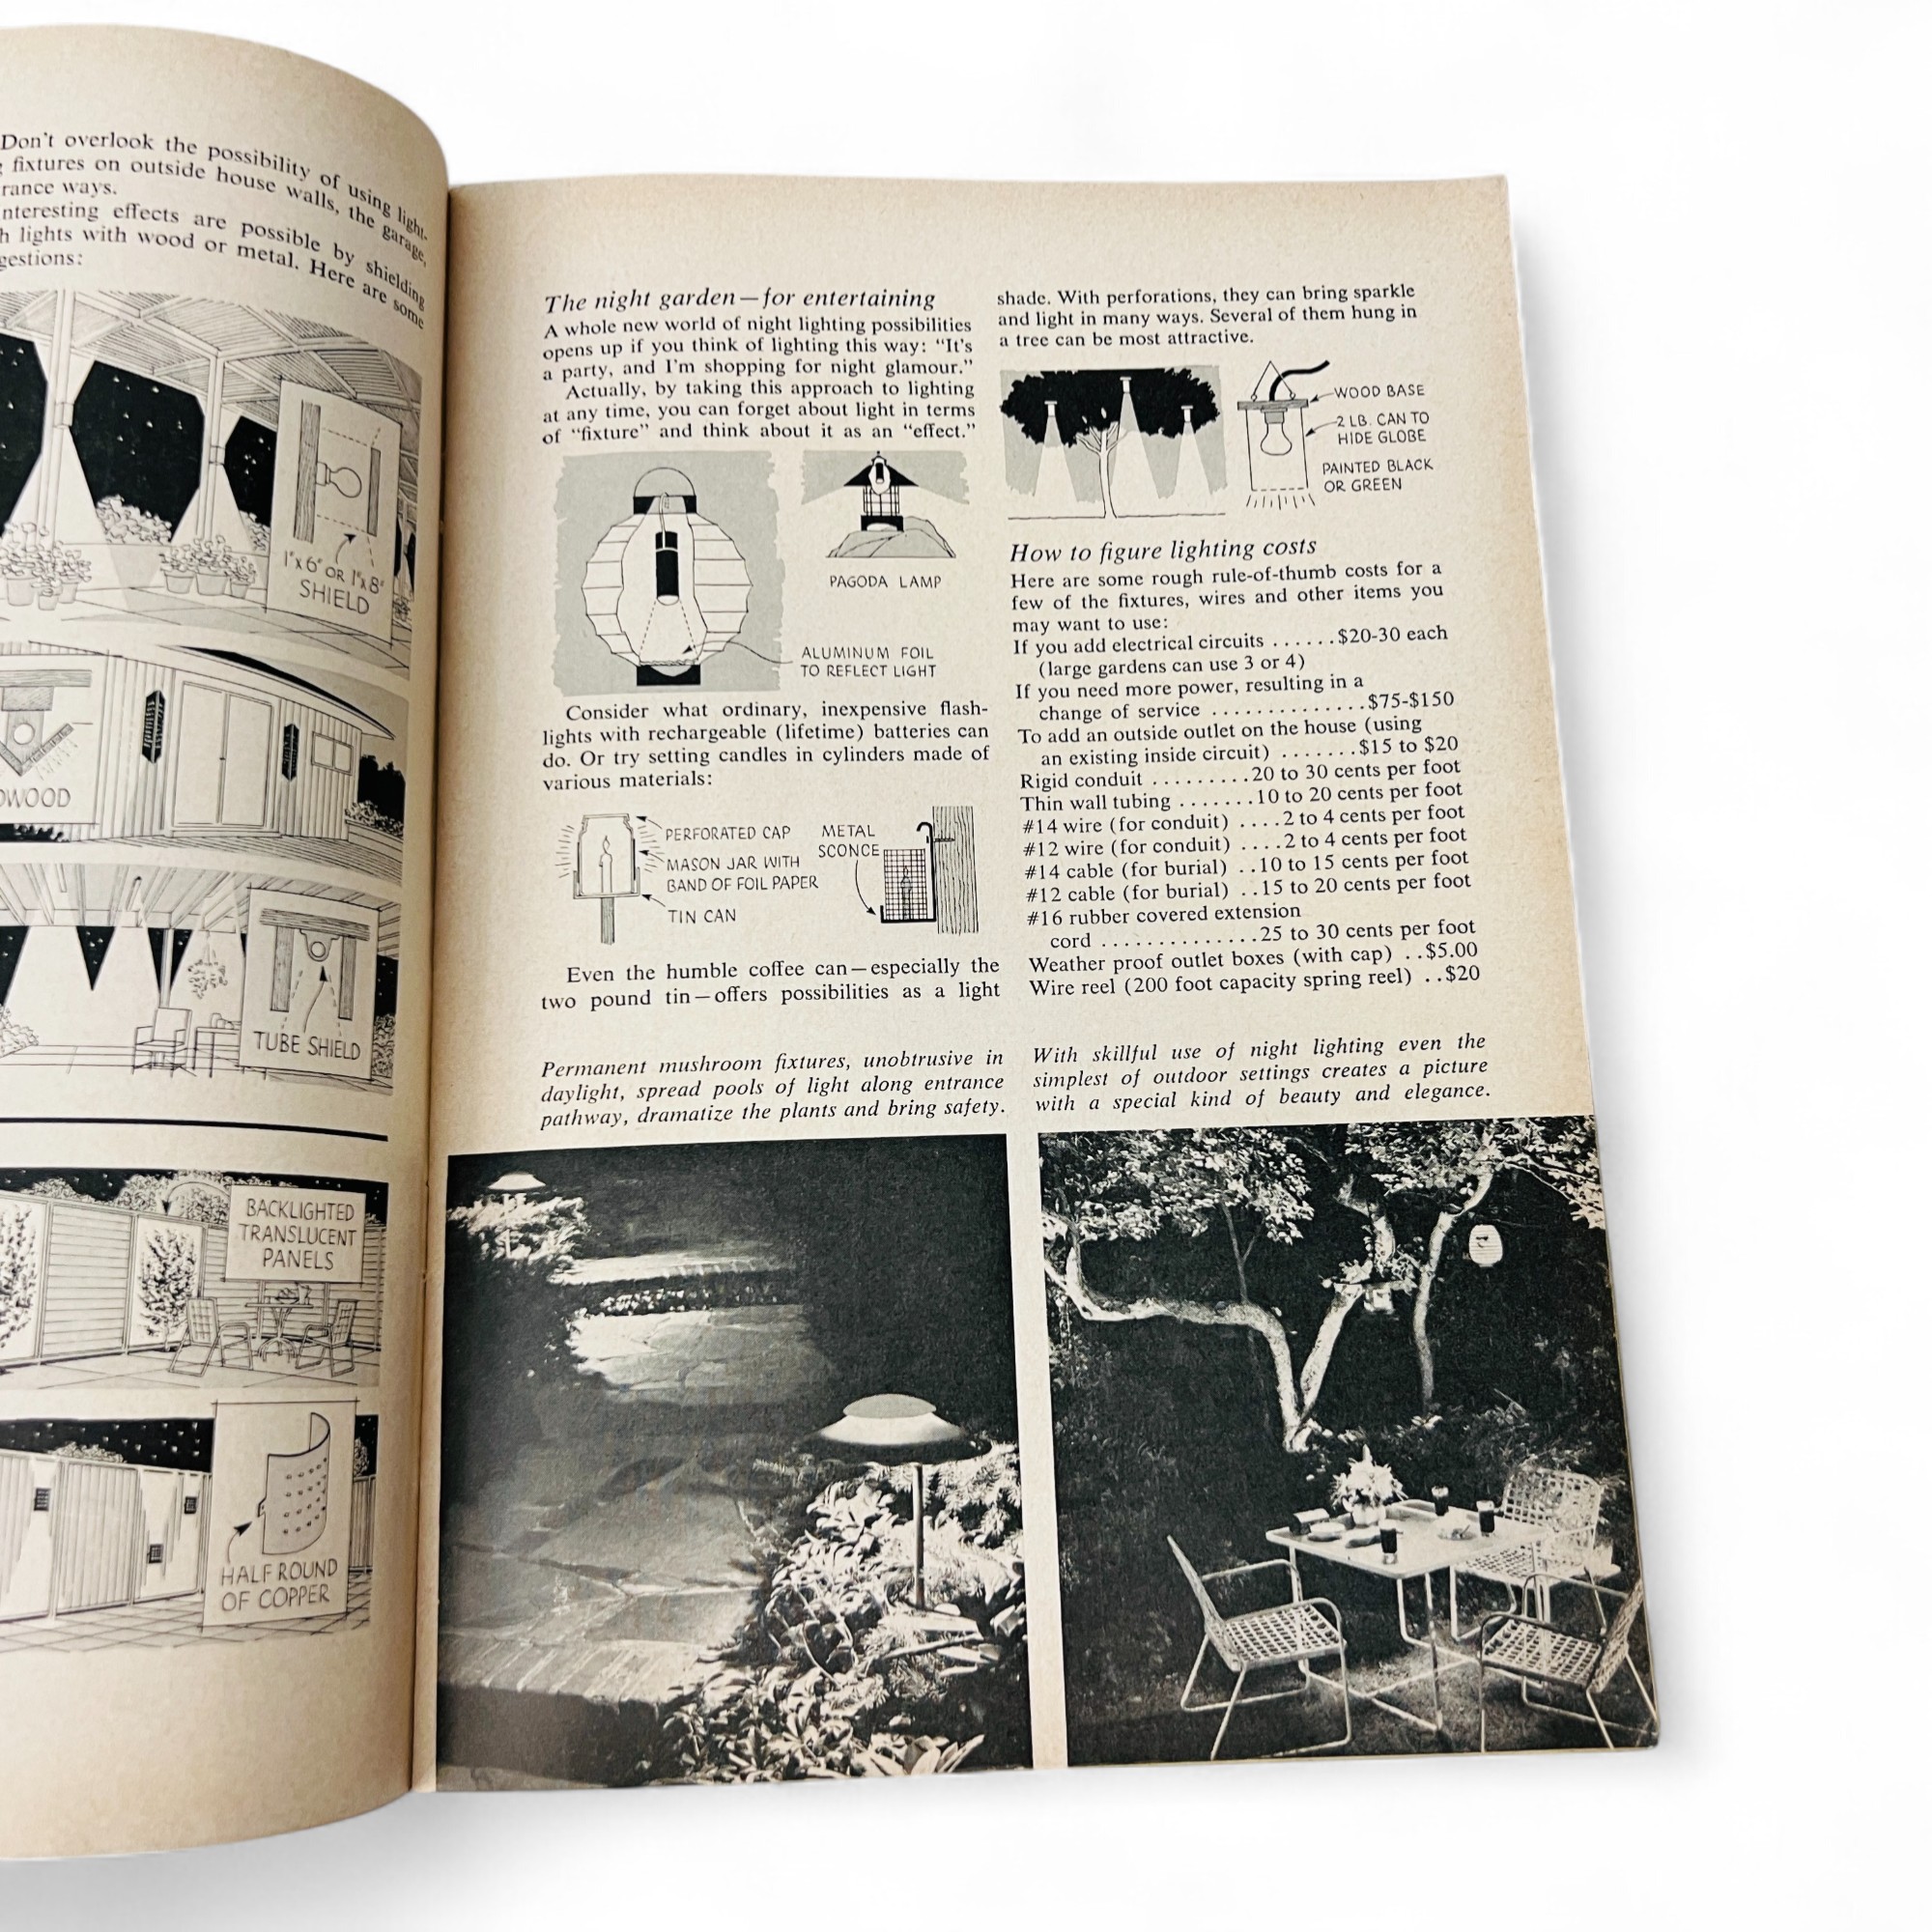 Don't overlook the possibility of using light-
fixtures on outside house walls, the garage,
rance ways.
nteresting effects are possible by shielding
h lights with wood or metal. Here are some
gestions:
1"x6" OR 1"x8"
SHIELD
DWOOD
TUBE SHIELD
BACKLIGHTED
TRANSLUCENT
PANELS
HALF ROUND
OF COPPER
The night garden—for entertaining
A whole new world of night lighting possibilities
opens up if you think of lighting this way: “It's
a party, and I'm shopping for night glamour.”
Actually, by taking this approach to lighting
at any time, you can forget about light in terms
of “fixture” and think about it as an “effect.”
PAGODA LAMP
ALUMINUM FOIL
TO REFLECT LIGHT
Consider what ordinary, inexpensive flash-
lights with rechargeable (lifetime) batteries can
do. Or try setting candles in cylinders made of
various materials:
PERFORATED CAP
MASON JAR WITH
BAND OF FOIL PAPER
TIN CAN
METAL
SCONCE
Even the humble coffee can—especially the
two pound tin—offers possibilities as a light
shade. With perforations, they can bring sparkle
and light in many ways. Several of them hung in
a tree can be most attractive.
WOOD BASE
2 LB. CAN TO
HIDE GLOBE
PAINTED BLACK
OR GREEN
How to figure lighting costs
Here are some rough rule-of-thumb costs for a
few of the fixtures, wires and other items you
may want to use:
If you add electrical circuits ......$20-30 each
(large gardens can use 3 or 4)
If you need more power, resulting in a
change of service ..............$75-$150
To add an outside outlet on the house (using
an existing inside circuit) .......$15 to $20
Rigid conduit .........20 to 30 cents per foot
Thin wall tubing .......10 to 20 cents per foot
#14 wire (for conduit) ....2 to 4 cents per foot
#12 wire (for conduit) ....2 to 4 cents per foot
#14 cable (for burial) ..10 to 15 cents per foot
#12 cable (for burial) ..15 to 20 cents per foot
#16 rubber covered extension
cord ..............25 to 30 cents per foot
Weather proof outlet boxes (with cap) ..$5.00
Wire reel (200 foot capacity spring reel) ..$20
Permanent mushroom fixtures, unobtrusive in
daylight, spread pools of light along entrance
pathway, dramatize the plants and bring safety.
With skillful use of night lighting even the
simplest of outdoor settings creates a picture
with a special kind of beauty and elegance.